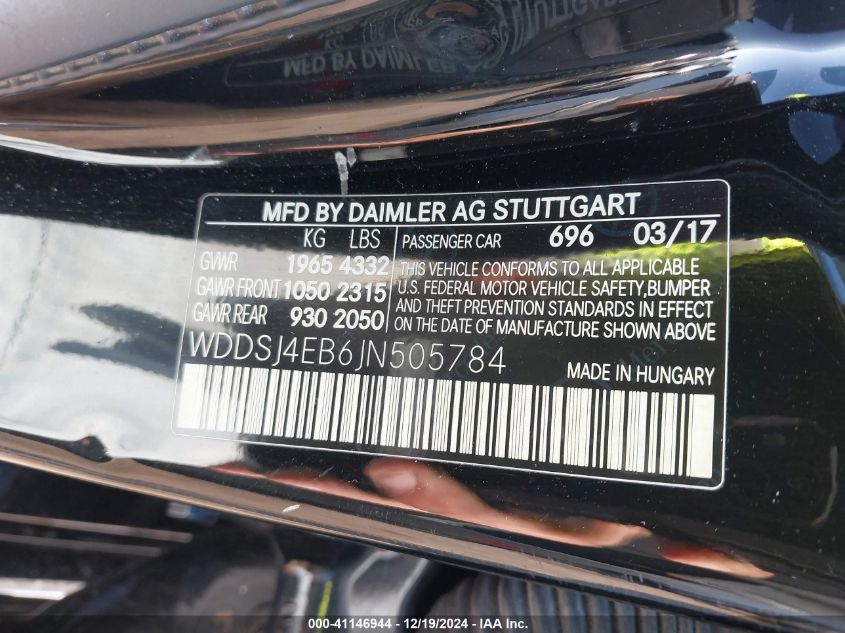 MFD BY DAIMLER AG STUTTGART
KG LBS
GVWR 1965 4332
GAWR FRONT 1050 2315
GAWR REAR 930 2050
PASSENGER CAR 696 03/17
THIS VEHICLE CONFORMS TO ALL APPLICABLE
U.S. FEDERAL MOTOR VEHICLE SAFETY,BUMPER
AND THEFT PREVENTION STANDARDS IN EFFECT
ON THE DATE OF MANUFACTURE SHOWN ABOVE
WDDSJ4EB6JN505784
MADE IN HUNGARY
000-41146944 - 12/19/2024 - IAA Inc.